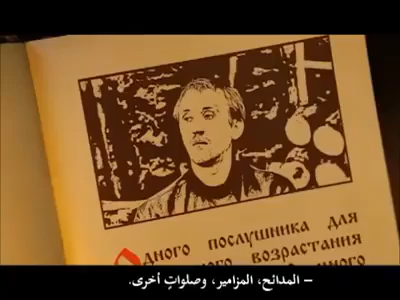 Одного послушника для
возрастания
– المدائح، المزامير، وصلواتٍ أخرى.